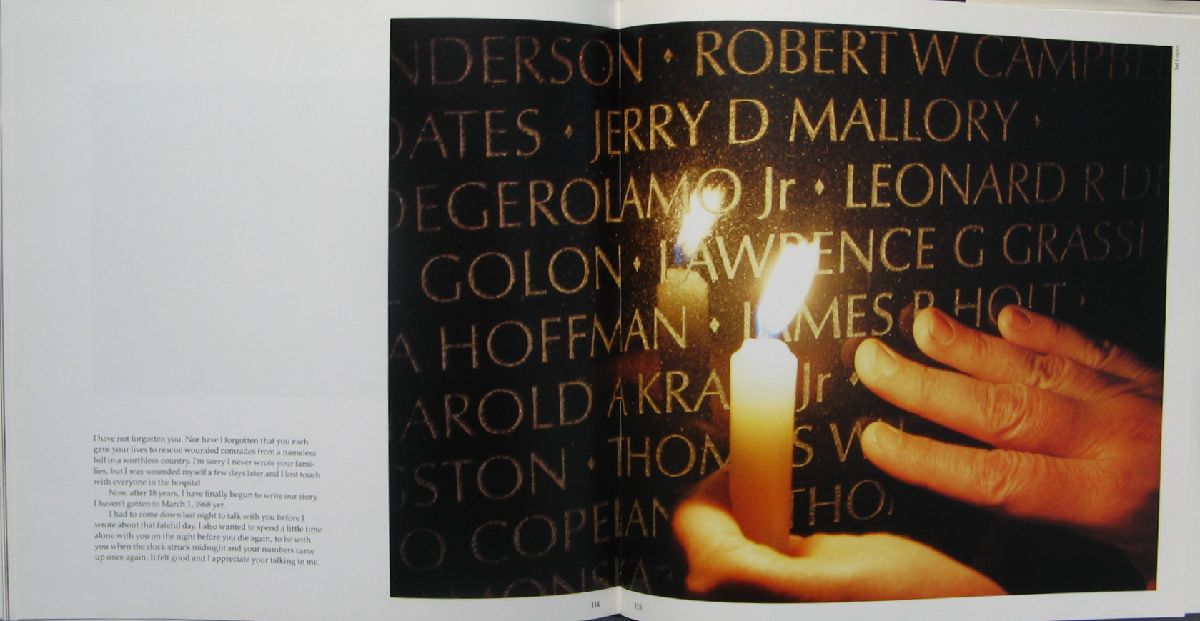 I have not forgotten you. Nor have I forgotten that you each
gave your lives to rescue wounded comrades from a nameless
hill in a worthless country. I'm sorry I never wrote your fami-
lies, but I was wounded myself a few days later and I lost touch
with everyone in the hospital.
Now, after 18 years, I have finally begun to write our story.
I haven't gotten to March 1, 1968 yet.
I had to come down last night to talk with you before I
wrote about that fateful day. I also wanted to spend a little time
alone with you on the night before you die again, to be with
you when the clock struck midnight and your numbers came
up once again. It felt good and I appreciate your talking to me.
NDERSON · ROBERT W CAMPBE
OATES · JERRY D MALLORY ·
DEGEROLAMO Jr · LEONARD R DE
GOLON · LAWRENCE G GRASSI
A HOFFMAN · JAMES R HOLT ·
AROLD A KRA Jr ·
GSTON · THOM S W
O COPELAN THO
114
115